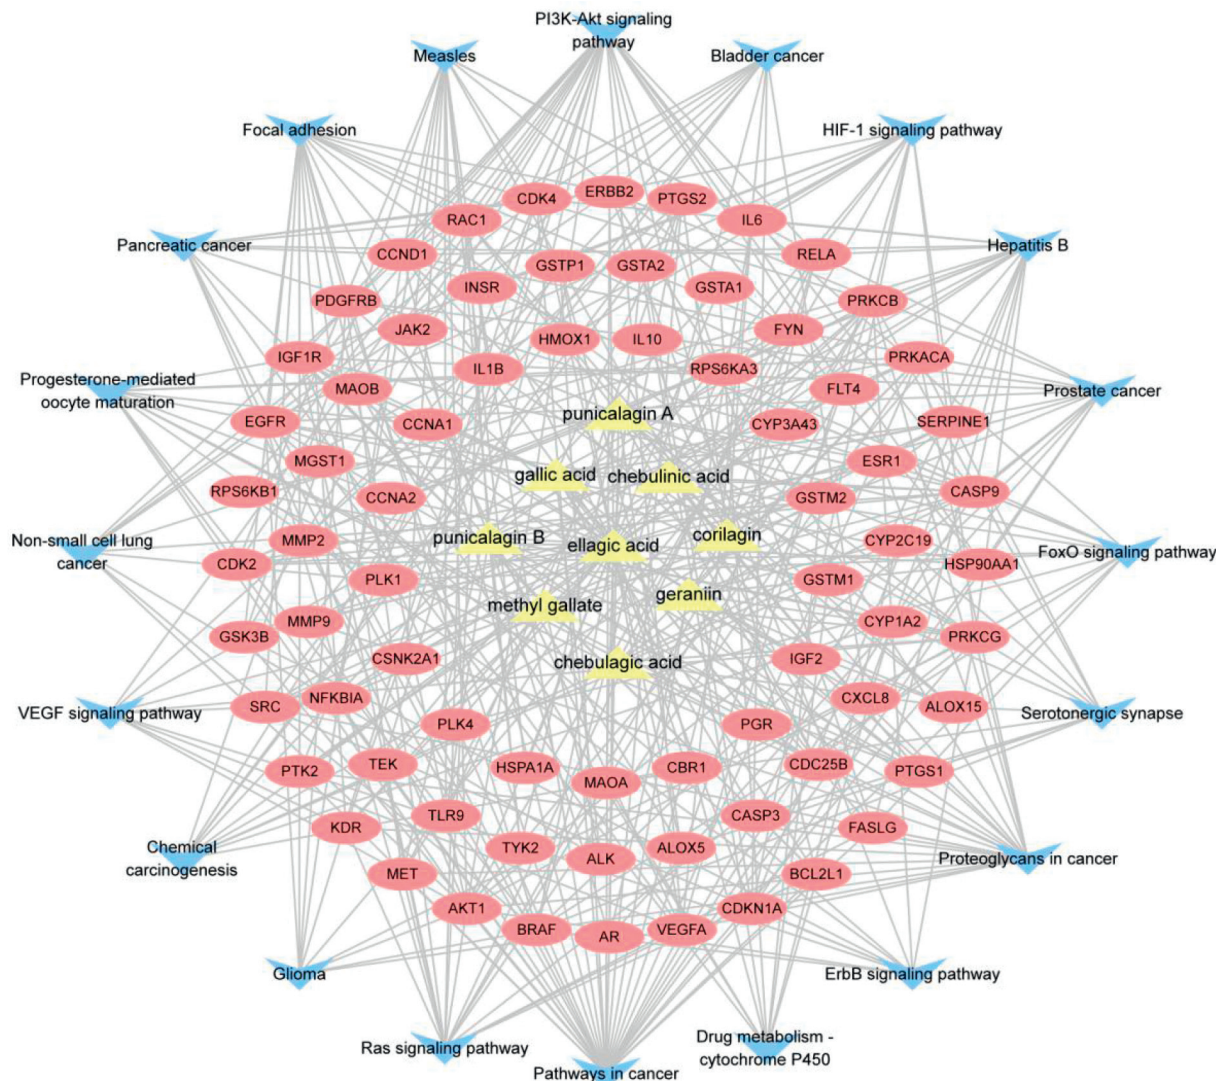 PI3K-Akt signaling
pathway
Measles
Bladder cancer
Focal adhesion
HIF-1 signaling pathway
ERBB2
CDK4
PTGS2
RAC1
IL6
Pancreatic cancer
CCND1
RELA
Hepatitis B
GSTP1
GSTA2
INSR
GSTA1
PDGFRB
PRKCB
JAK2
FYN
HMOX1
IL10
IGF1R
PRKACA
IL1B
RPS6KA3
Progesterone-mediated
oocyte maturation
MAOB
FLT4
Prostate cancer
punicalagin A
EGFR
CCNA1
CYP3A43
SERPINE1
MGST1
ESR1
gallic acid
chebulinic acid
RPS6KB1
CCNA2
GSTM2
CASP9
Non-small cell lung
cancer
MMP2
punicalagin B
ellagic acid
corilagin
CYP2C19
FoxO signaling pathway
CDK2
HSP90AA1
PLK1
GSTM1
methyl gallate
geraniin
MMP9
CYP1A2
GSK3B
PRKCG
CSNK2A1
chebulagic acid
IGF2
NFKBIA
CXCL8
SRC
ALOX15
VEGF signaling pathway
Serotonergic synapse
PLK4
PGR
TEK
HSPA1A
CBR1
CDC25B
PTK2
MAOA
PTGS1
TLR9
CASP3
KDR
FASLG
Chemical
carcinogenesis
TYK2
ALK
ALOX5
Proteoglycans in cancer
MET
BCL2L1
AKT1
CDKN1A
BRAF
AR
VEGFA
Glioma
ErbB signaling pathway
Ras signaling pathway
Drug metabolism -
cytochrome P450
Pathways in cancer